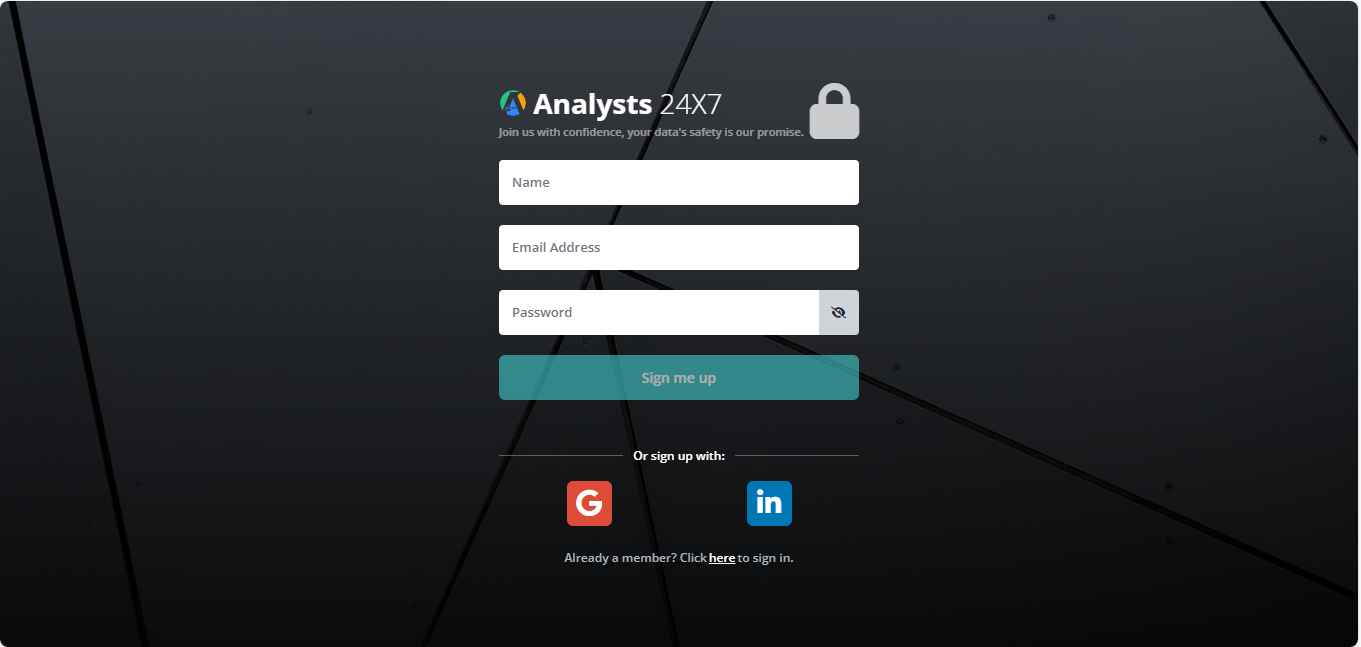 Analysts 24X7
Join us with confidence, your data's safety is our promise.
Name
Email Address
Password
Sign me up
Or sign up with:
G
in
Already a member? Click here to sign in.